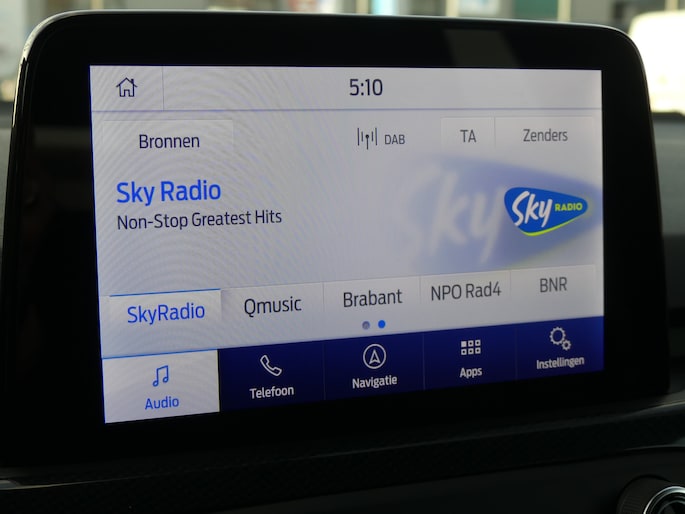 5:10
Bronnen
DAB
TA
Zenders
Sky Radio
Non-Stop Greatest Hits
Sky RADIO
SkyRadio
Qmusic
Brabant
NPO Rad4
BNR
Audio
Telefoon
Navigatie
Apps
Instellingen